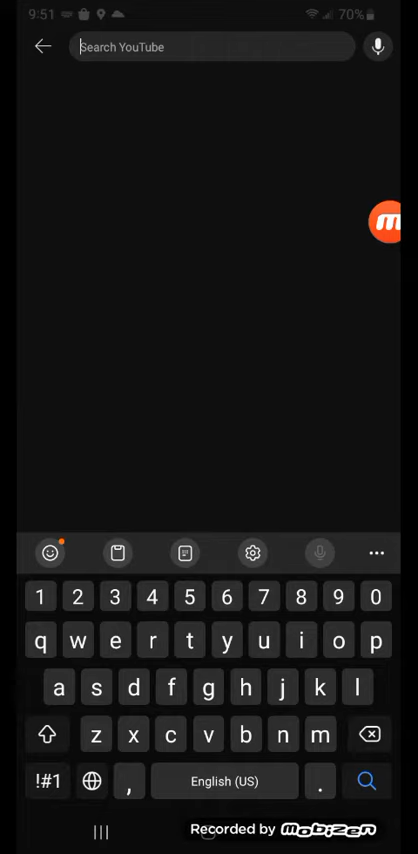 9:51 70%
Search YouTube
m
1 2 3 4 5 6 7 8 9 0
q w e r t y u i o p
a s d f g h j k l
z x c v b n m
!#1 , English (US) .
Recorded by mobizen